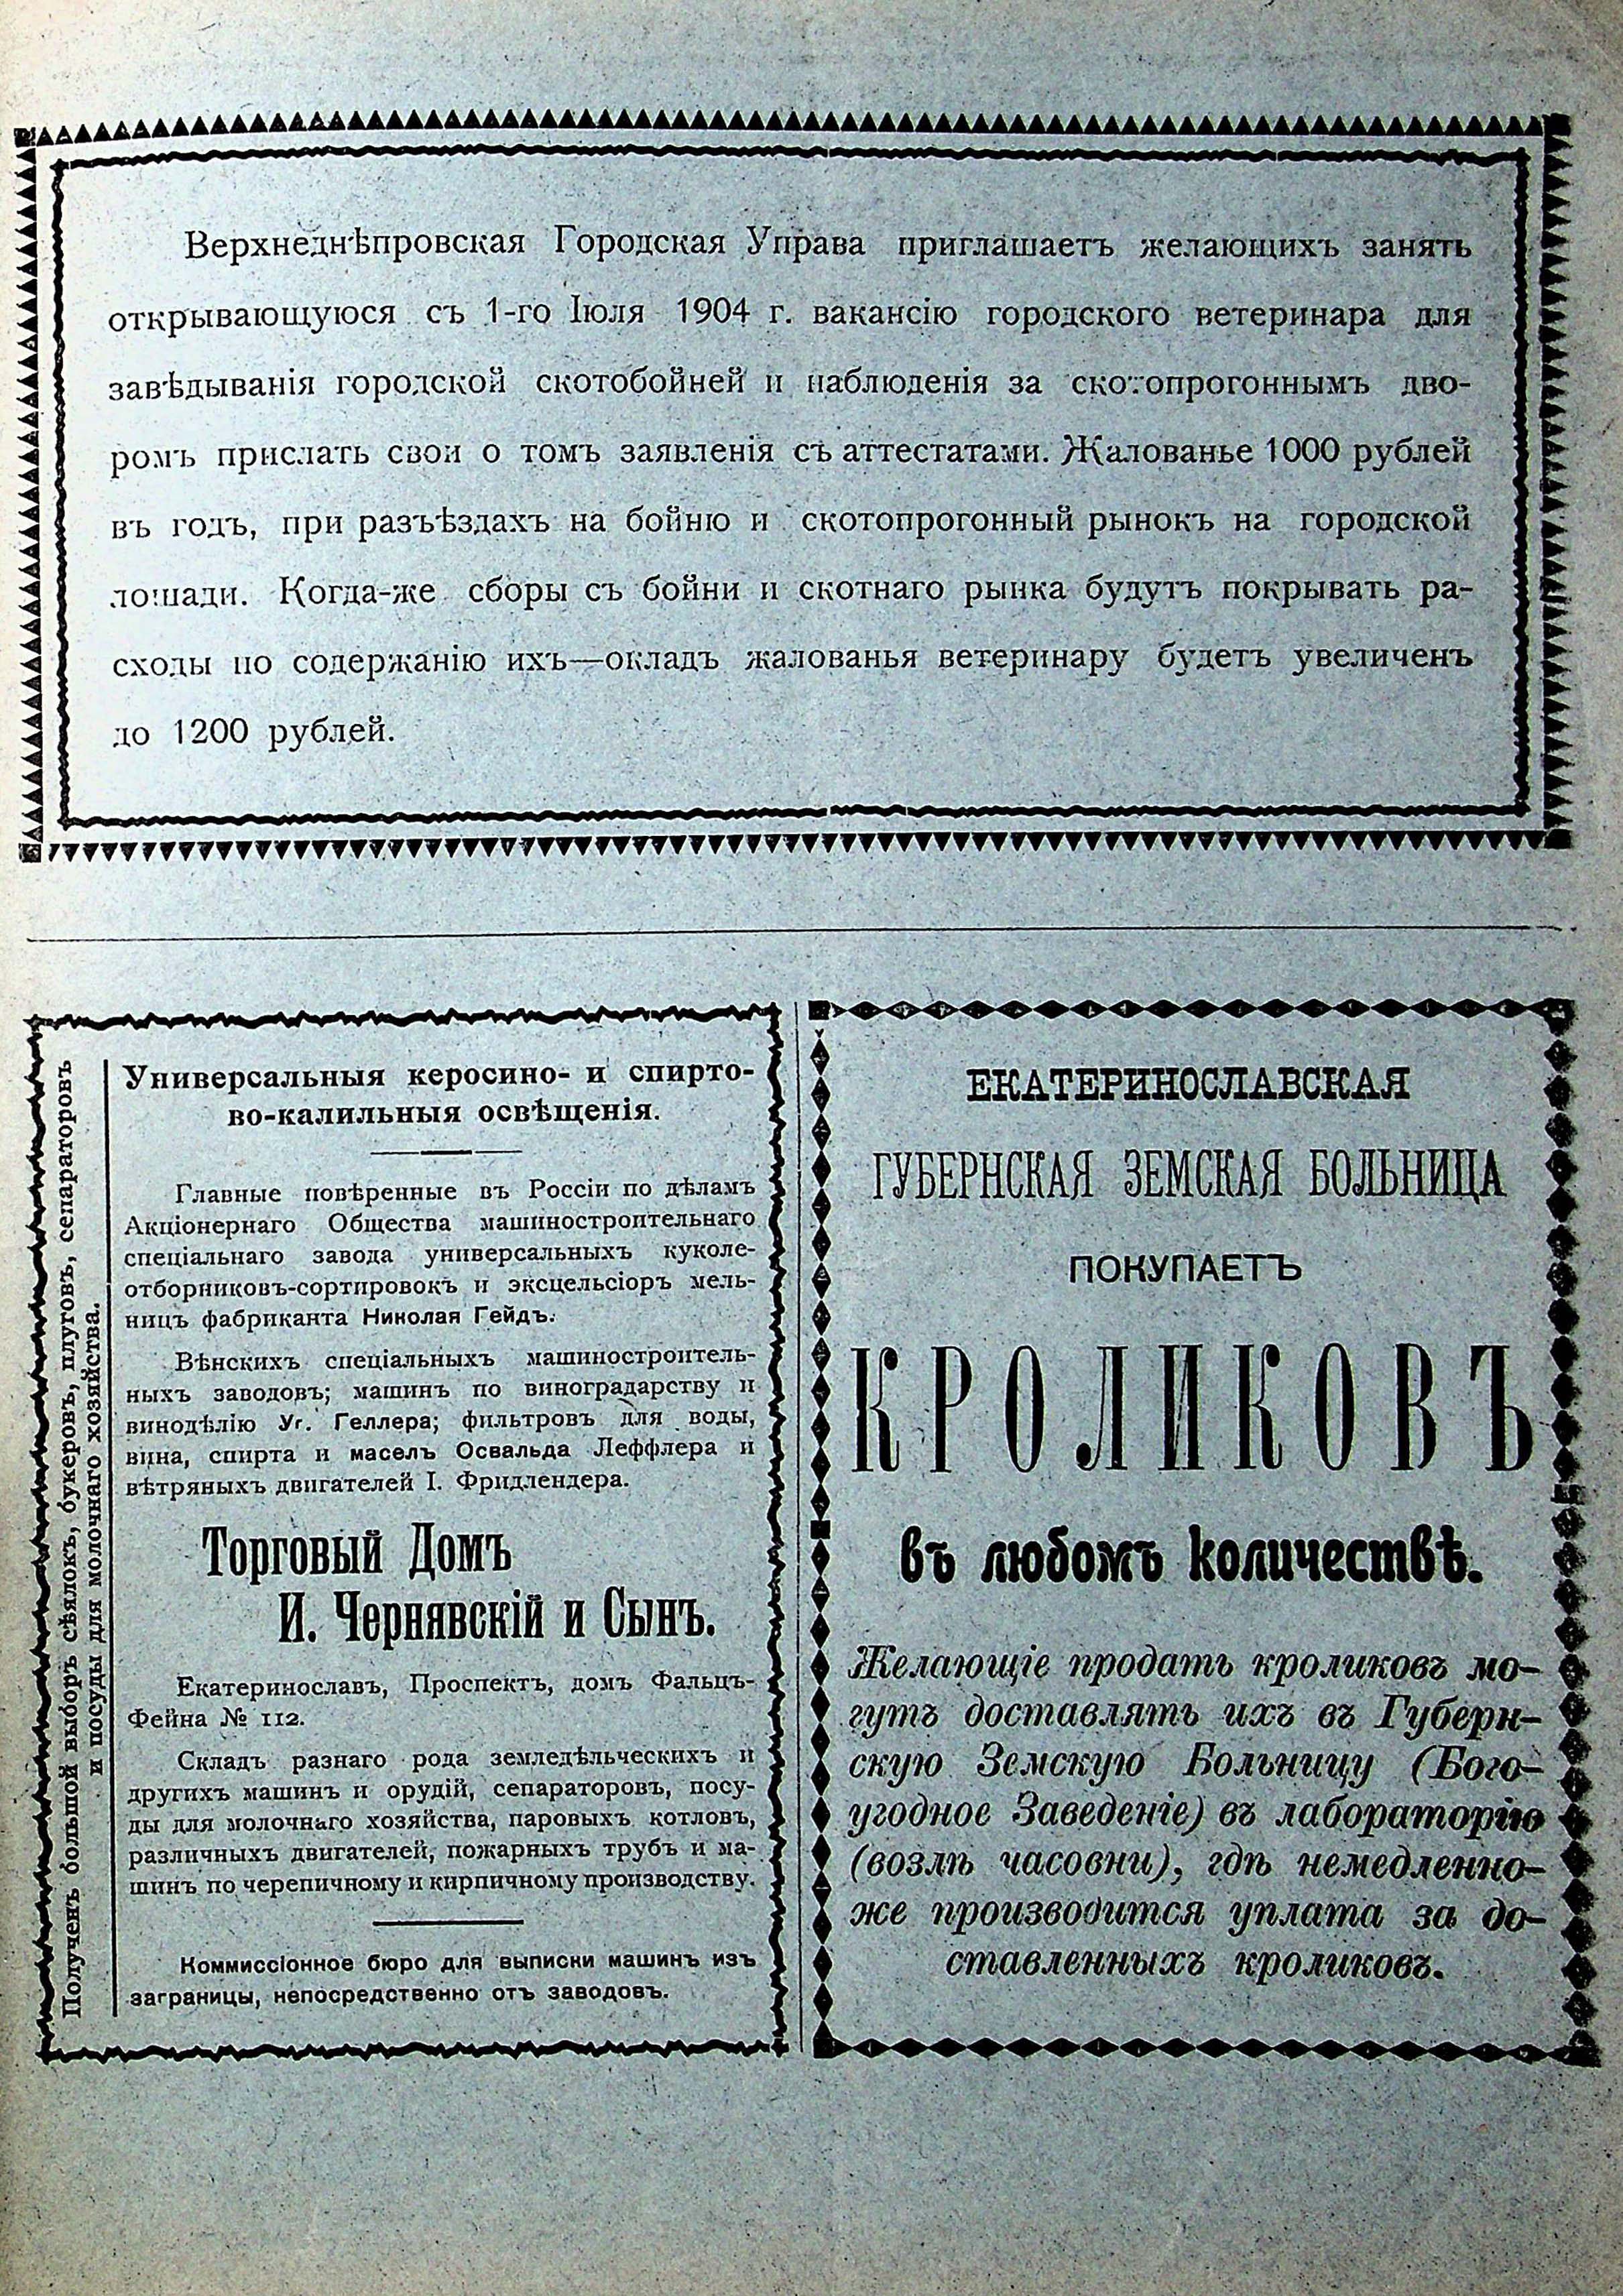 Верхнеднѣпровская Городская Управа приглашаетъ желающихъ занять
открывающуюся съ 1-го Іюля 1904 г. вакансію городского ветеринара для
завѣдыванія городской скотобойней и наблюденія за скотопрогоннымъ дво-
ромъ прислать свои о томъ заявленія съ аттестатами. Жалованье 1000 рублей
въ годъ, при разъѣздахъ на бойню и скотопрогонный рынокъ на городской
лошади. Когда-же сборы съ бойни и скотнаго рынка будутъ покрывать ра-
сходы по содержанію ихъ—окладъ жалованья ветеринару будетъ увеличенъ
до 1200 рублей.
Полученъ большой выборъ сѣялокъ, букеровъ, плуговъ, сепараторовъ
и посуды для молочнаго хозяйства.
Универсальныя керосино- и спирто-
во-калильныя освѣщенія.
Главные повѣренные въ Россіи по дѣламъ
Акціонернаго Общества машиностроительнаго
спеціальнаго завода универсальныхъ куколе-
отборниковъ-сортировокъ и эксцельсіоръ мель-
ницъ фабриканта Николая Гейдъ.
Вѣнскихъ спеціальныхъ машиностроитель-
ныхъ заводовъ; машинъ по виноградарству и
винодѣлію Уг. Геллера; фильтровъ для воды,
вина, спирта и маселъ Освальда Леффлера и
вѣтряныхъ двигателей І. Фридлендера.
Торговый Домъ
И. Чернявскій и Сынъ.
Екатеринославъ, Проспектъ, домъ Фальцъ-
Фейна № 112.
Складъ разнаго рода земледѣльческихъ и
другихъ машинъ и орудій, сепараторовъ, посу-
ды для молочнаго хозяйства, паровыхъ котловъ,
различныхъ двигателей, пожарныхъ трубъ и ма-
шинъ по черепичному и кирпичному производству.
Коммиссіонное бюро для выписки машинъ изъ
заграницы, непосредственно отъ заводовъ.
ЕКАТЕРИНОСЛАВСКАЯ
ГУБЕРНСКАЯ ЗЕМСКАЯ БОЛЬНИЦА
ПОКУПАЕТЪ
КРОЛИКОВЪ
въ любомъ количествѣ.
Желающіе продать кроликовъ мо-
гутъ доставлять ихъ въ Губерн-
скую Земскую Больницу (Бого-
угодное Заведеніе) въ лабораторію
(возлѣ часовни), гдѣ немедленно-
же производится уплата за до-
ставленныхъ кроликовъ.